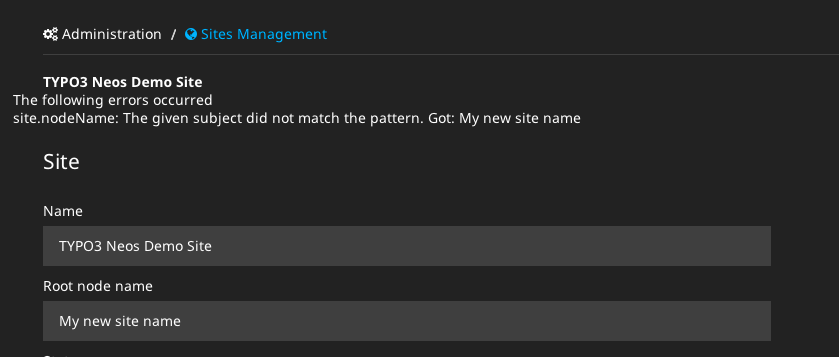 Administration / Sites Management
TYPO3 Neos Demo Site
The following errors occurred
site.nodeName: The given subject did not match the pattern. Got: My new site name
Site
Name
TYPO3 Neos Demo Site
Root node name
My new site name